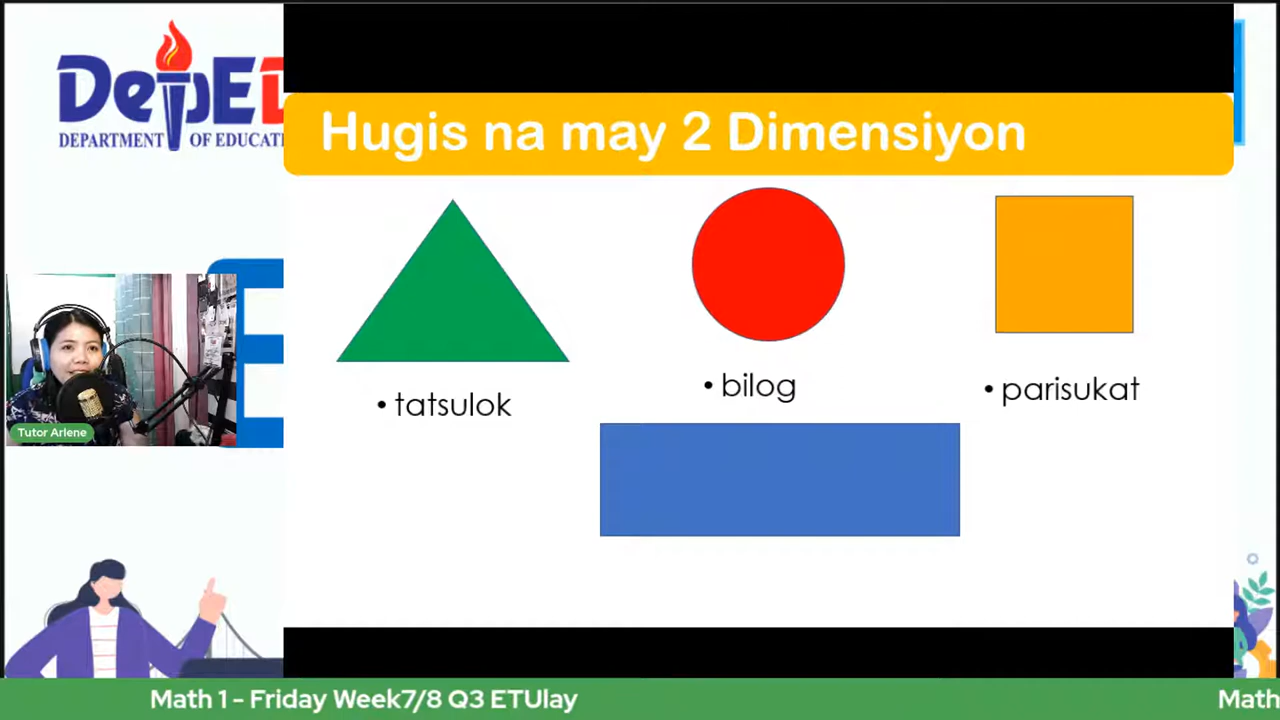 DepED
DEPARTMENT OF EDUCATI
Hugis na may 2 Dimensiyon
• tatsulok
• bilog
• parisukat
Tutor Arlene
Math 1 - Friday Week7/8 Q3 ETUlay
Math